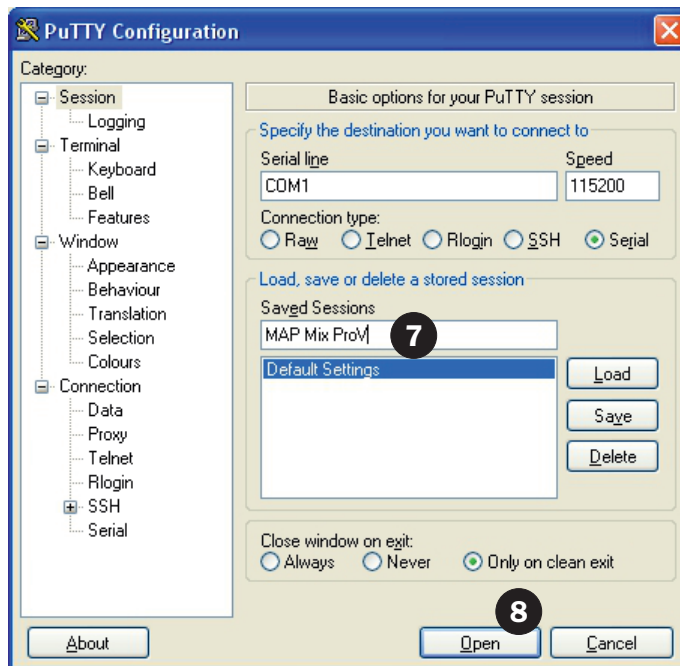 PuTTY Configuration
Category:
Session
Logging
Terminal
Keyboard
Bell
Features
Window
Appearance
Behaviour
Translation
Selection
Colours
Connection
Data
Proxy
Telnet
Rlogin
SSH
Serial
Basic options for your PuTTY session
Specify the destination you want to connect to
Serial line Speed
COM1 115200
Connection type:
Raw Telnet Rlogin SSH Serial
Load, save or delete a stored session
Saved Sessions
MAP Mix ProV 7
Default Settings
Load
Save
Delete
Close window on exit:
Always Never Only on clean exit
8
About Open Cancel